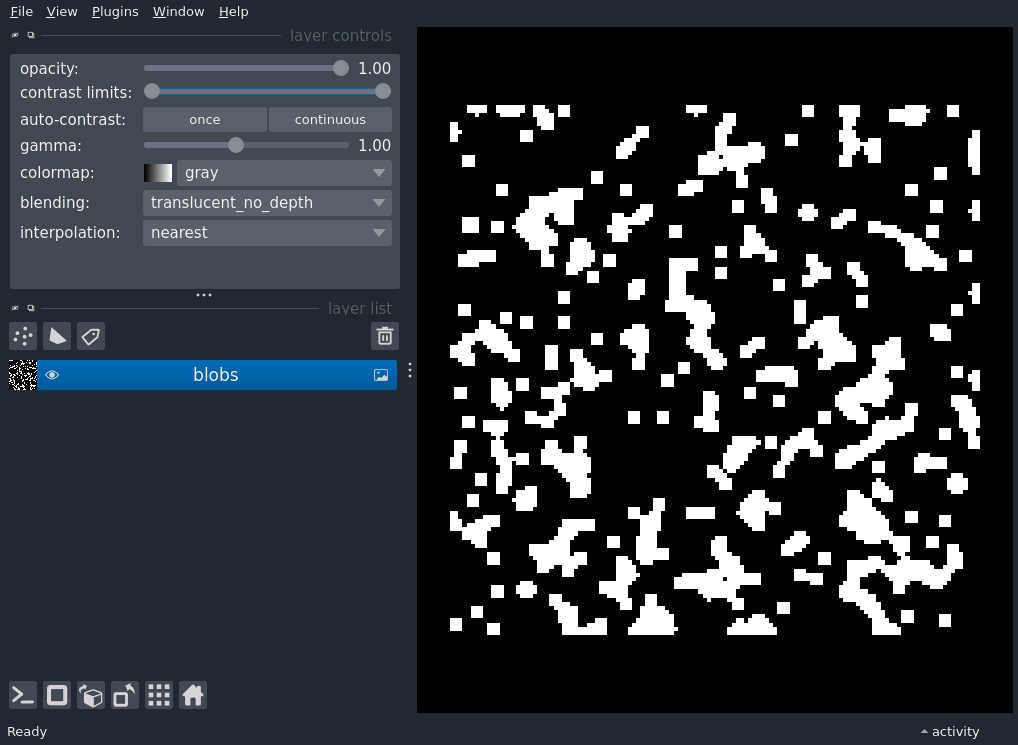 File View Plugins Window Help
layer controls
opacity: 1.00
contrast limits:
auto-contrast: once continuous
gamma: 1.00
colormap: gray
blending: translucent_no_depth
interpolation: nearest
layer list
blobs
Ready
activity